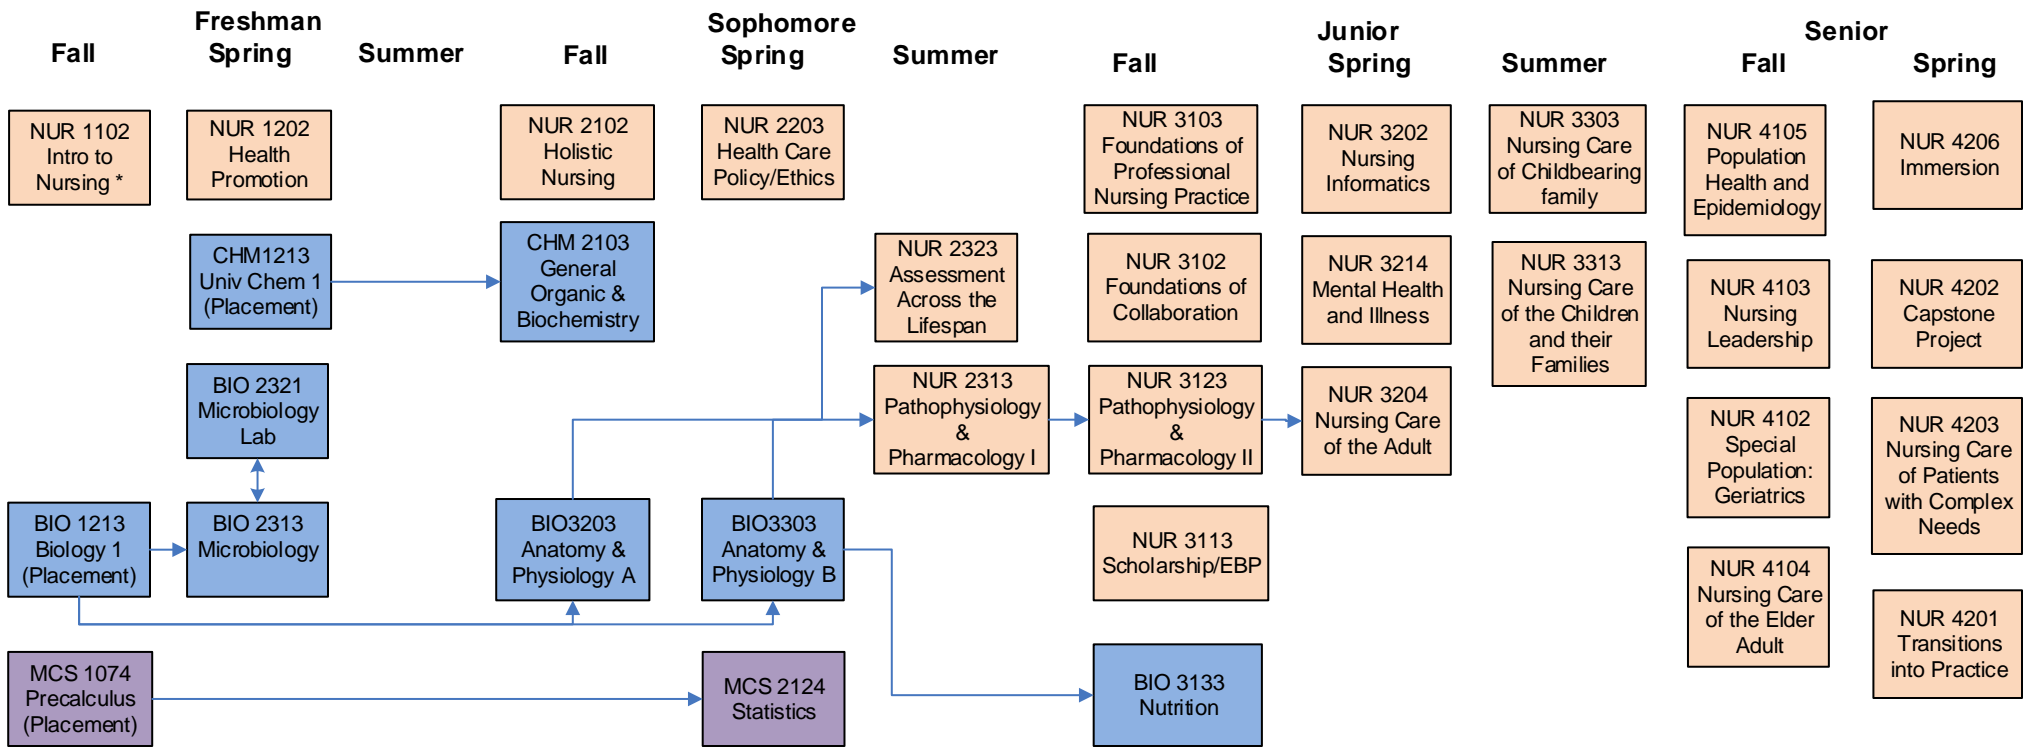 Freshman
Sophomore
Junior
Senior
Fall
Spring
Summer
Fall
Spring
Summer
Fall
Spring
Summer
Fall
Spring
NUR 1102
Intro to
Nursing *
NUR 1202
Health
Promotion
NUR 2102
Holistic
Nursing
NUR 2203
Health Care
Policy/Ethics
NUR 3103
Foundations of
Professional
Nursing Practice
NUR 3202
Nursing
Informatics
NUR 3303
Nursing Care
of Childbearing
family
NUR 4105
Population
Health and
Epidemiology
NUR 4206
Immersion
CHM1213
Univ Chem 1
(Placement)
CHM 2103
General
Organic &
Biochemistry
NUR 2323
Assessment
Across the
Lifespan
NUR 3102
Foundations of
Collaboration
NUR 3214
Mental Health
and Illness
NUR 3313
Nursing Care
of the Children
and their
Families
NUR 4103
Nursing
Leadership
NUR 4202
Capstone
Project
BIO 2321
Microbiology
Lab
NUR 2313
Pathophysiology
&
Pharmacology I
NUR 3123
Pathophysiology
&
Pharmacology II
NUR 3204
Nursing Care
of the Adult
NUR 4102
Special
Population:
Geriatrics
NUR 4203
Nursing Care
of Patients
with Complex
Needs
BIO 1213
Biology 1
(Placement)
BIO 2313
Microbiology
BIO3203
Anatomy &
Physiology A
BIO3303
Anatomy &
Physiology B
NUR 3113
Scholarship/EBP
NUR 4104
Nursing Care
of the Elder
Adult
NUR 4201
Transitions
into Practice
MCS 1074
Precalculus
(Placement)
MCS 2124
Statistics
BIO 3133
Nutrition